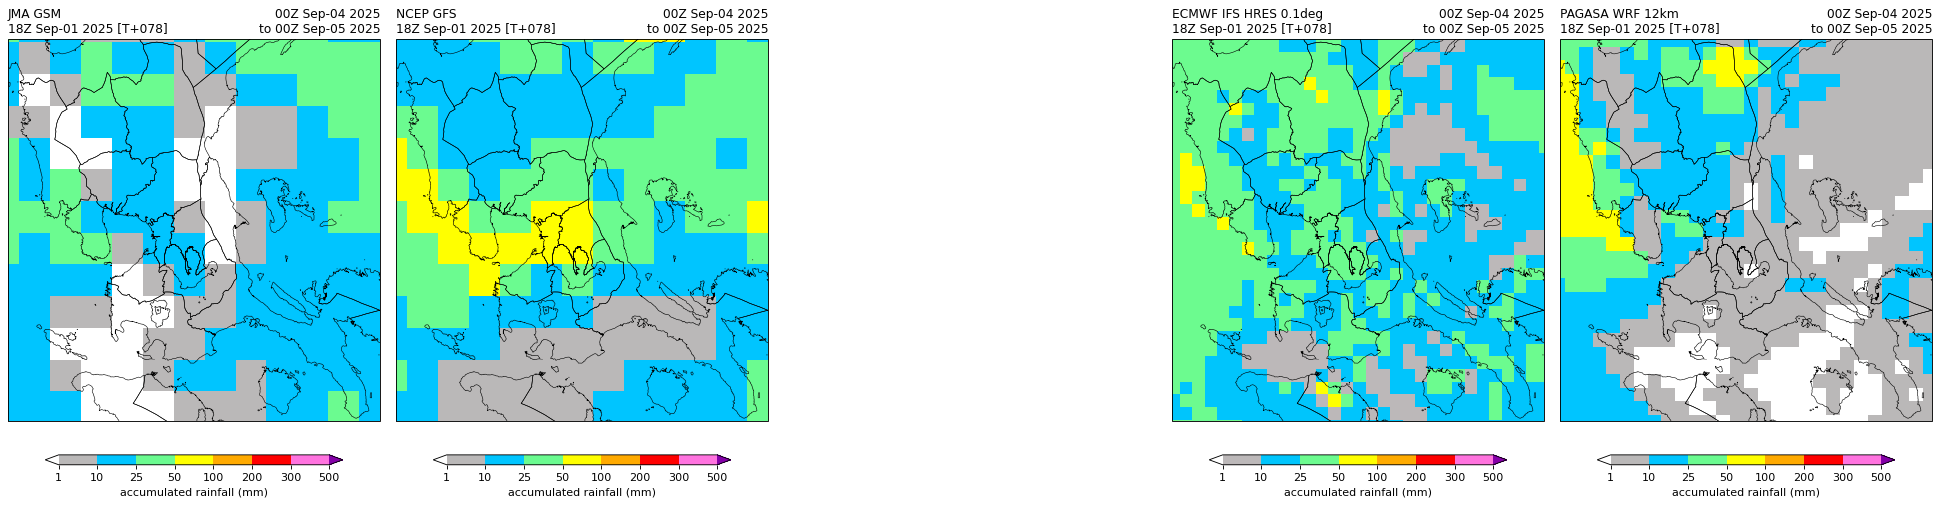 JMA GSM 00Z Sep-04 2025
18Z Sep-01 2025 [T+078] to 00Z Sep-05 2025
1 10 25 50 100 200 300 500
accumulated rainfall (mm)
NCEP GFS 00Z Sep-04 2025
18Z Sep-01 2025 [T+078] to 00Z Sep-05 2025
1 10 25 50 100 200 300 500
accumulated rainfall (mm)
ECMWF IFS HRES 0.1deg 00Z Sep-04 2025
18Z Sep-01 2025 [T+078] to 00Z Sep-05 2025
1 10 25 50 100 200 300 500
accumulated rainfall (mm)
PAGASA WRF 12km 00Z Sep-04 2025
18Z Sep-01 2025 [T+078] to 00Z Sep-05 2025
1 10 25 50 100 200 300 500
accumulated rainfall (mm)